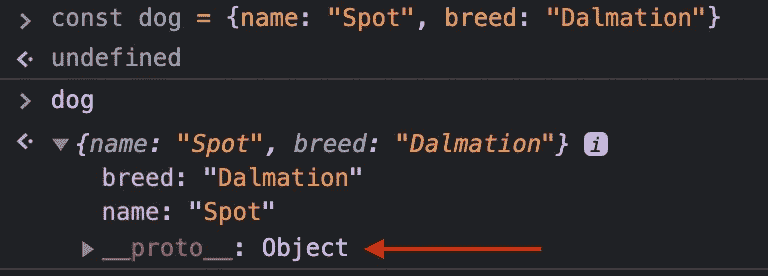 > const dog = {name: "Spot", breed: "Dalmation"}
undefined
> dog
{name: "Spot", breed: "Dalmation"} i
breed: "Dalmation"
name: "Spot"
__proto__: Object